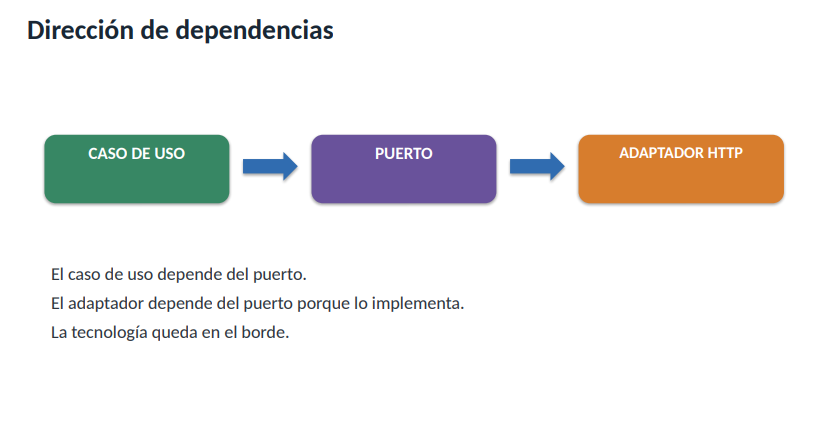 Dirección de dependencias
CASO DE USO
PUERTO
ADAPTADOR HTTP
El caso de uso depende del puerto.
El adaptador depende del puerto porque lo implementa.
La tecnología queda en el borde.